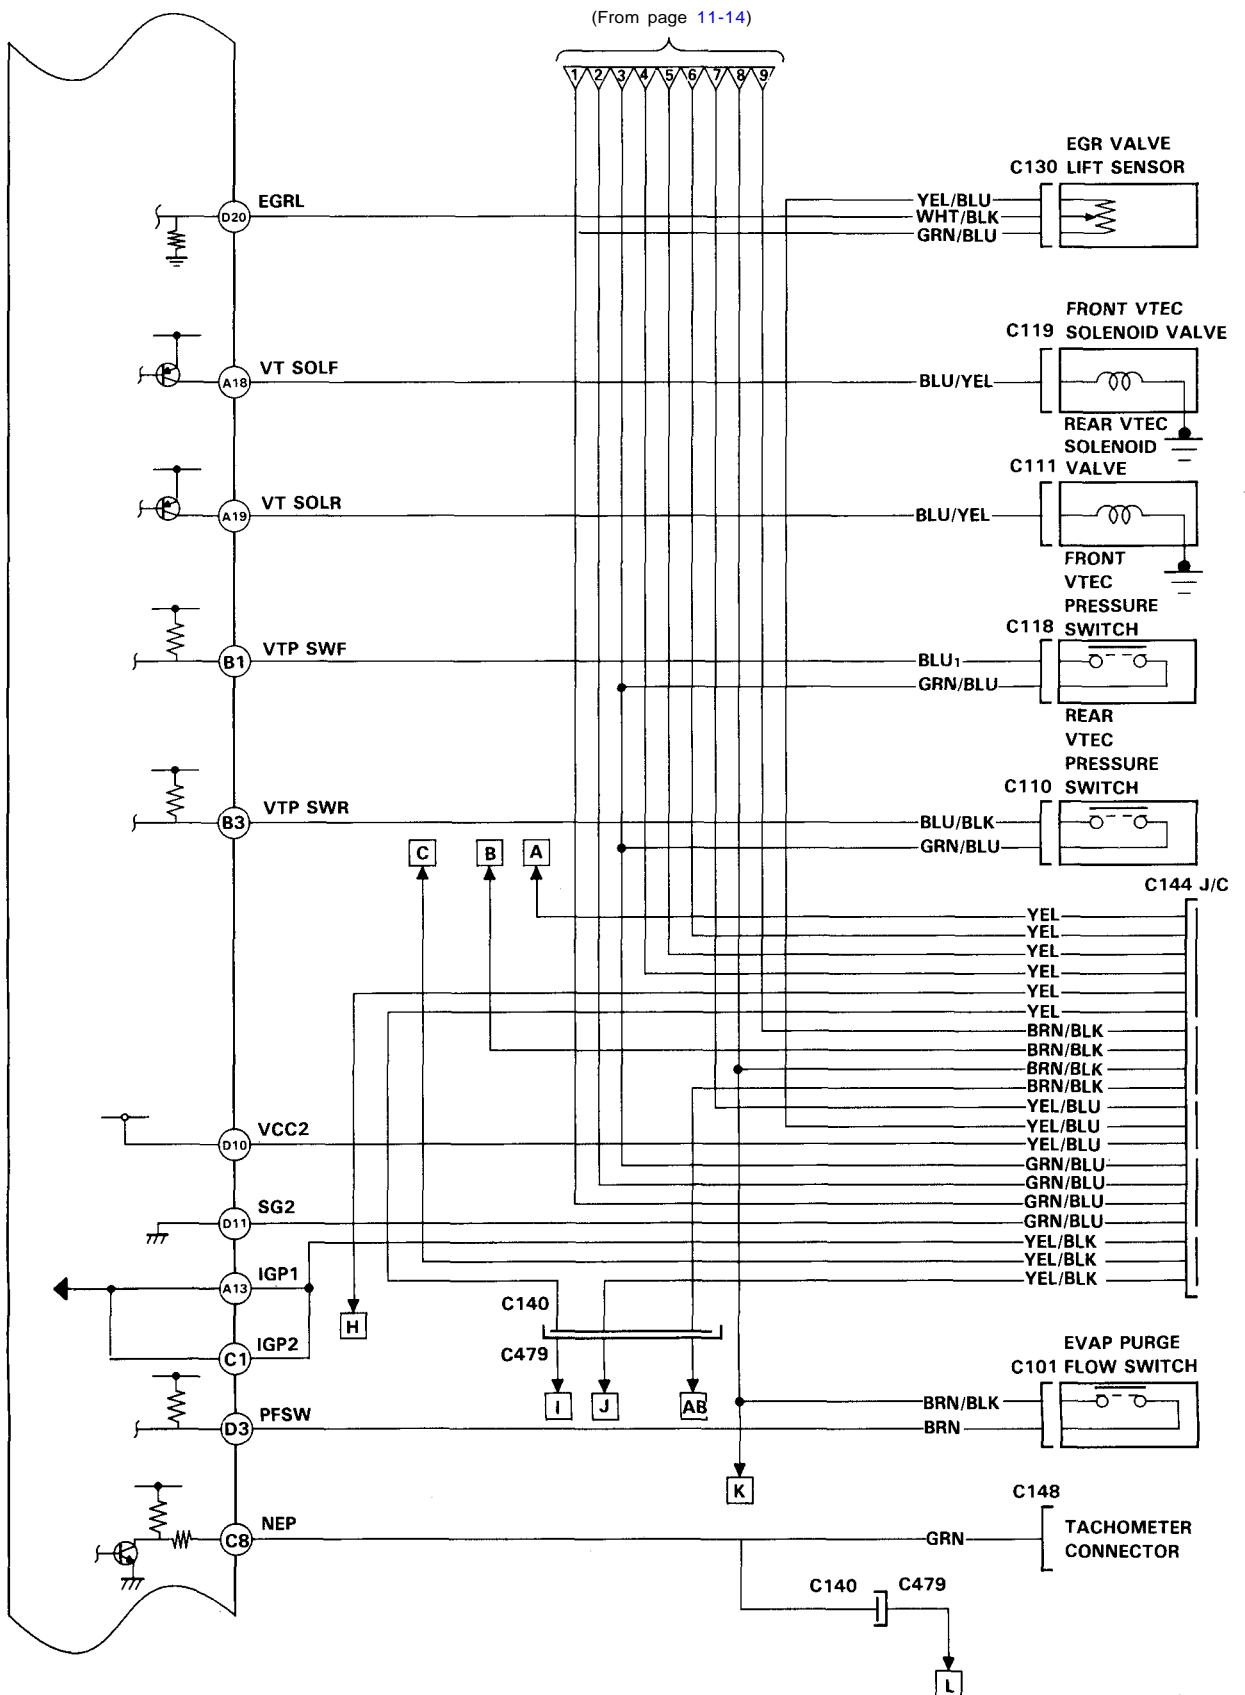 (From page 11-14)
1 2 3 4 5 6 7 8 9
EGR VALVE
C130 LIFT SENSOR
D20 EGRL
YEL/BLU
WHT/BLK
GRN/BLU
FRONT VTEC
C119 SOLENOID VALVE
A18 VT SOLF
BLU/YEL
REAR VTEC
SOLENOID
C111 VALVE
A19 VT SOLR
BLU/YEL
FRONT
VTEC
PRESSURE
C118 SWITCH
B1 VTP SWF
BLU1
GRN/BLU
REAR
VTEC
PRESSURE
C110 SWITCH
B3 VTP SWR
BLU/BLK
GRN/BLU
C B A
C144 J/C
YEL
YEL
YEL
YEL
YEL
YEL
BRN/BLK
BRN/BLK
BRN/BLK
BRN/BLK
YEL/BLU
YEL/BLU
D10 VCC2
YEL/BLU
GRN/BLU
GRN/BLU
GRN/BLU
D11 SG2
GRN/BLU
YEL/BLK
YEL/BLK
YEL/BLK
A13 IGP1
H
C140
C479
C1 IGP2
I J AB
EVAP PURGE
C101 FLOW SWITCH
BRN/BLK
D3 PFSW
BRN
K
C148
C8 NEP
GRN
TACHOMETER
CONNECTOR
C140 C479
L